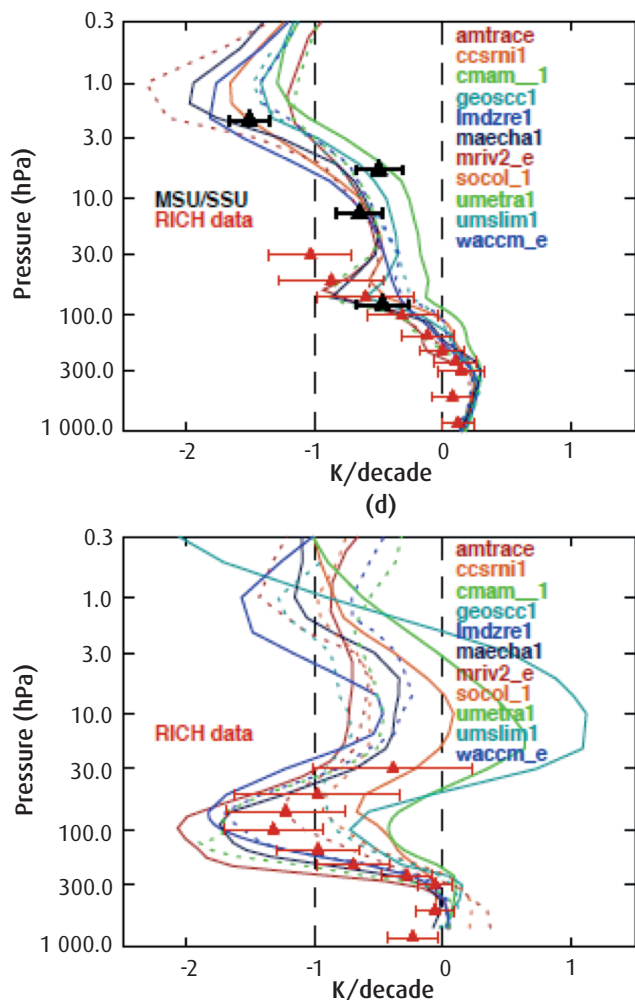 0.3
1.0
3.0
10.0
30.0
100.0
300.0
1 000.0
Pressure (hPa)
MSU/SSU
RICH data
amtrace
ccsrni1
cmam__1
geoscc1
lmdzre1
maecha1
mriv2_e
socol_1
umetra1
umslim1
waccm_e
-2
-1
0
1
K/decade
(d)
0.3
1.0
3.0
10.0
30.0
100.0
300.0
1 000.0
Pressure (hPa)
RICH data
amtrace
ccsrni1
cmam__1
geoscc1
lmdzre1
maecha1
mriv2_e
socol_1
umetra1
umslim1
waccm_e
-2
-1
0
1
K/decade